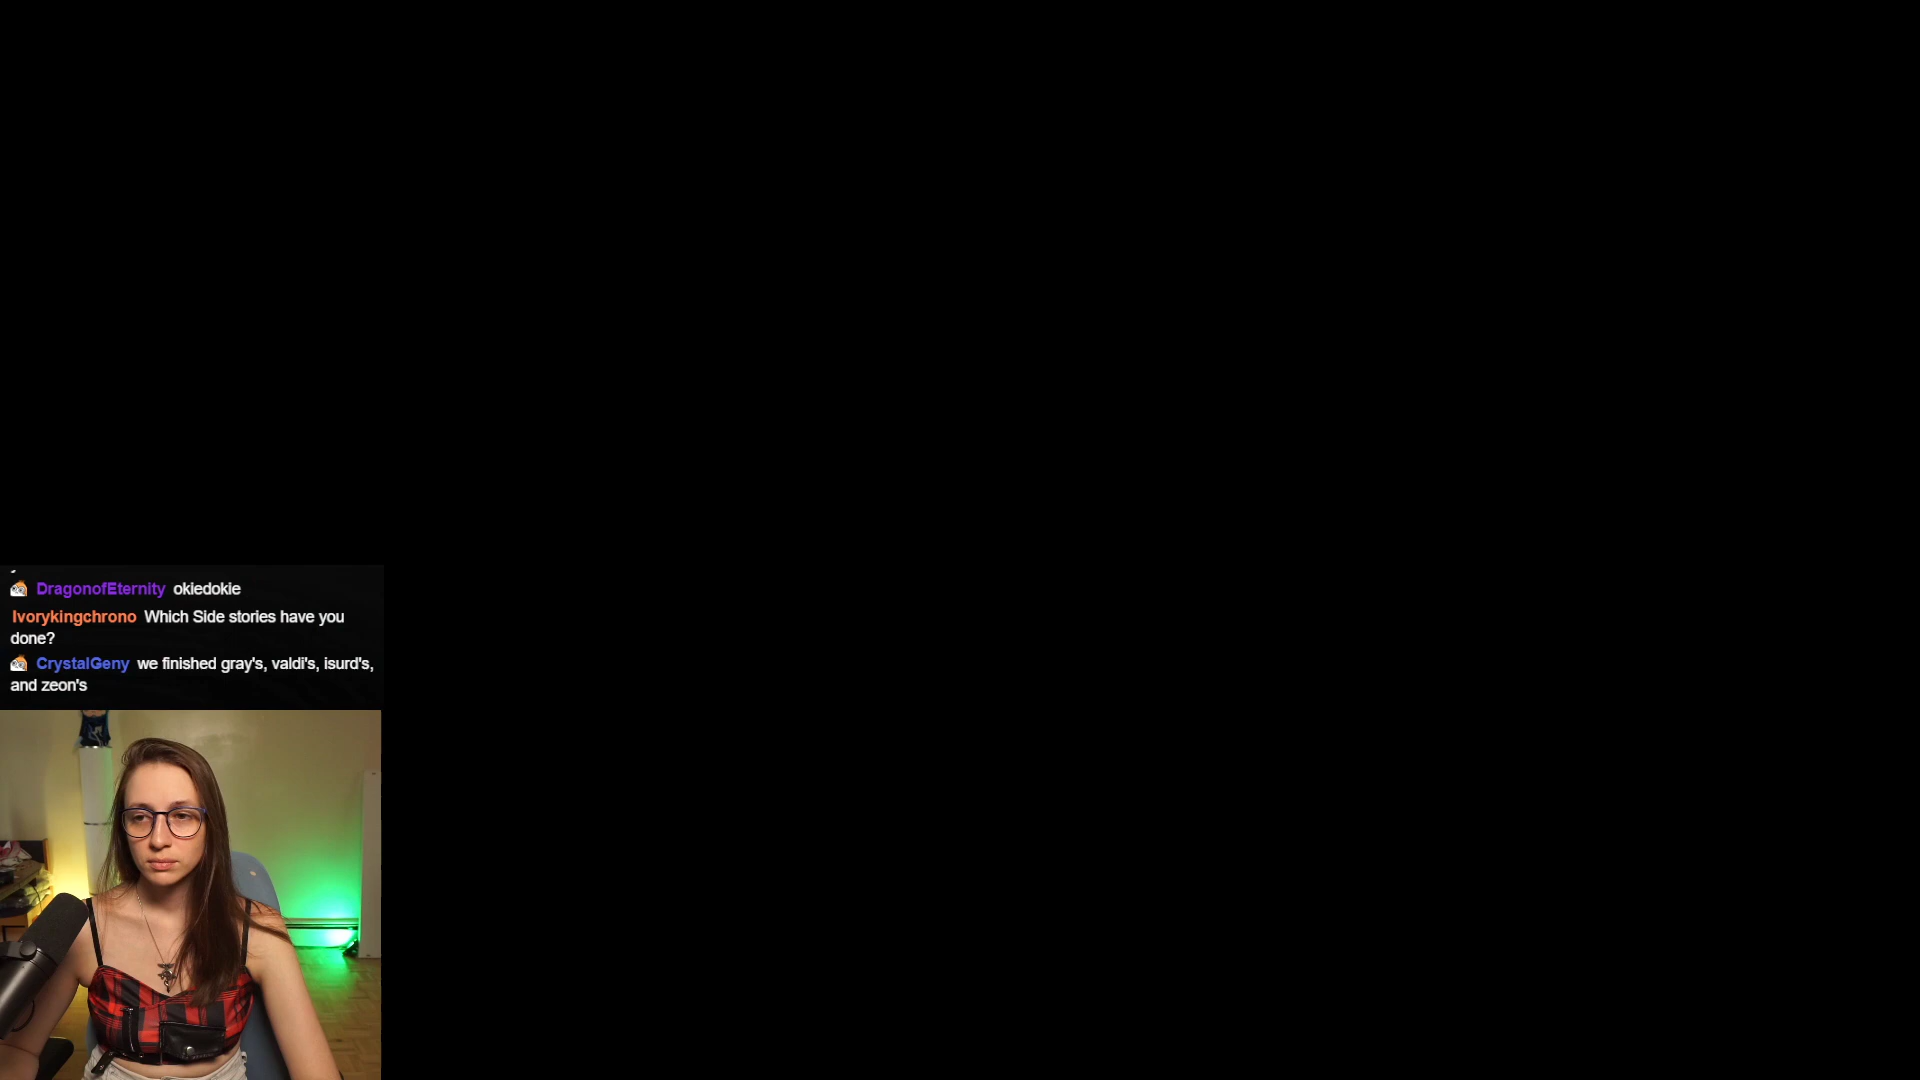 DragonofEternity okiedokie
Ivorykingchrono Which Side stories have you
done?
CrystalGeny we finished gray's, valdi's, isurd's,
and zeon's